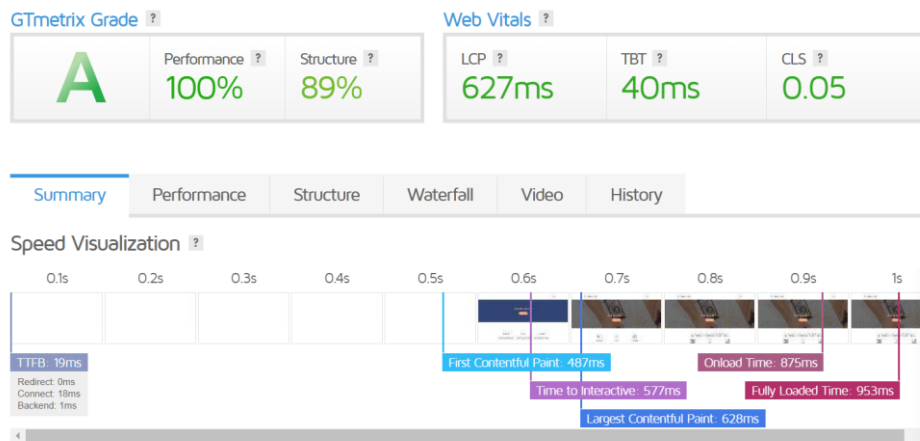 GTmetrix Grade ?
Web Vitals ?
A
Performance ?
100%
Structure ?
89%
LCP ?
627ms
TBT ?
40ms
CLS ?
0.05
Summary Performance Structure Waterfall Video History
Speed Visualization ?
0.1s 0.2s 0.3s 0.4s 0.5s 0.6s 0.7s 0.8s 0.9s 1s
TTFB: 19ms
Redirect: 0ms
Connect: 18ms
Backend: 1ms
First Contentful Paint: 487ms
Onload Time: 875ms
Time to Interactive: 577ms
Fully Loaded Time: 953ms
Largest Contentful Paint: 628ms